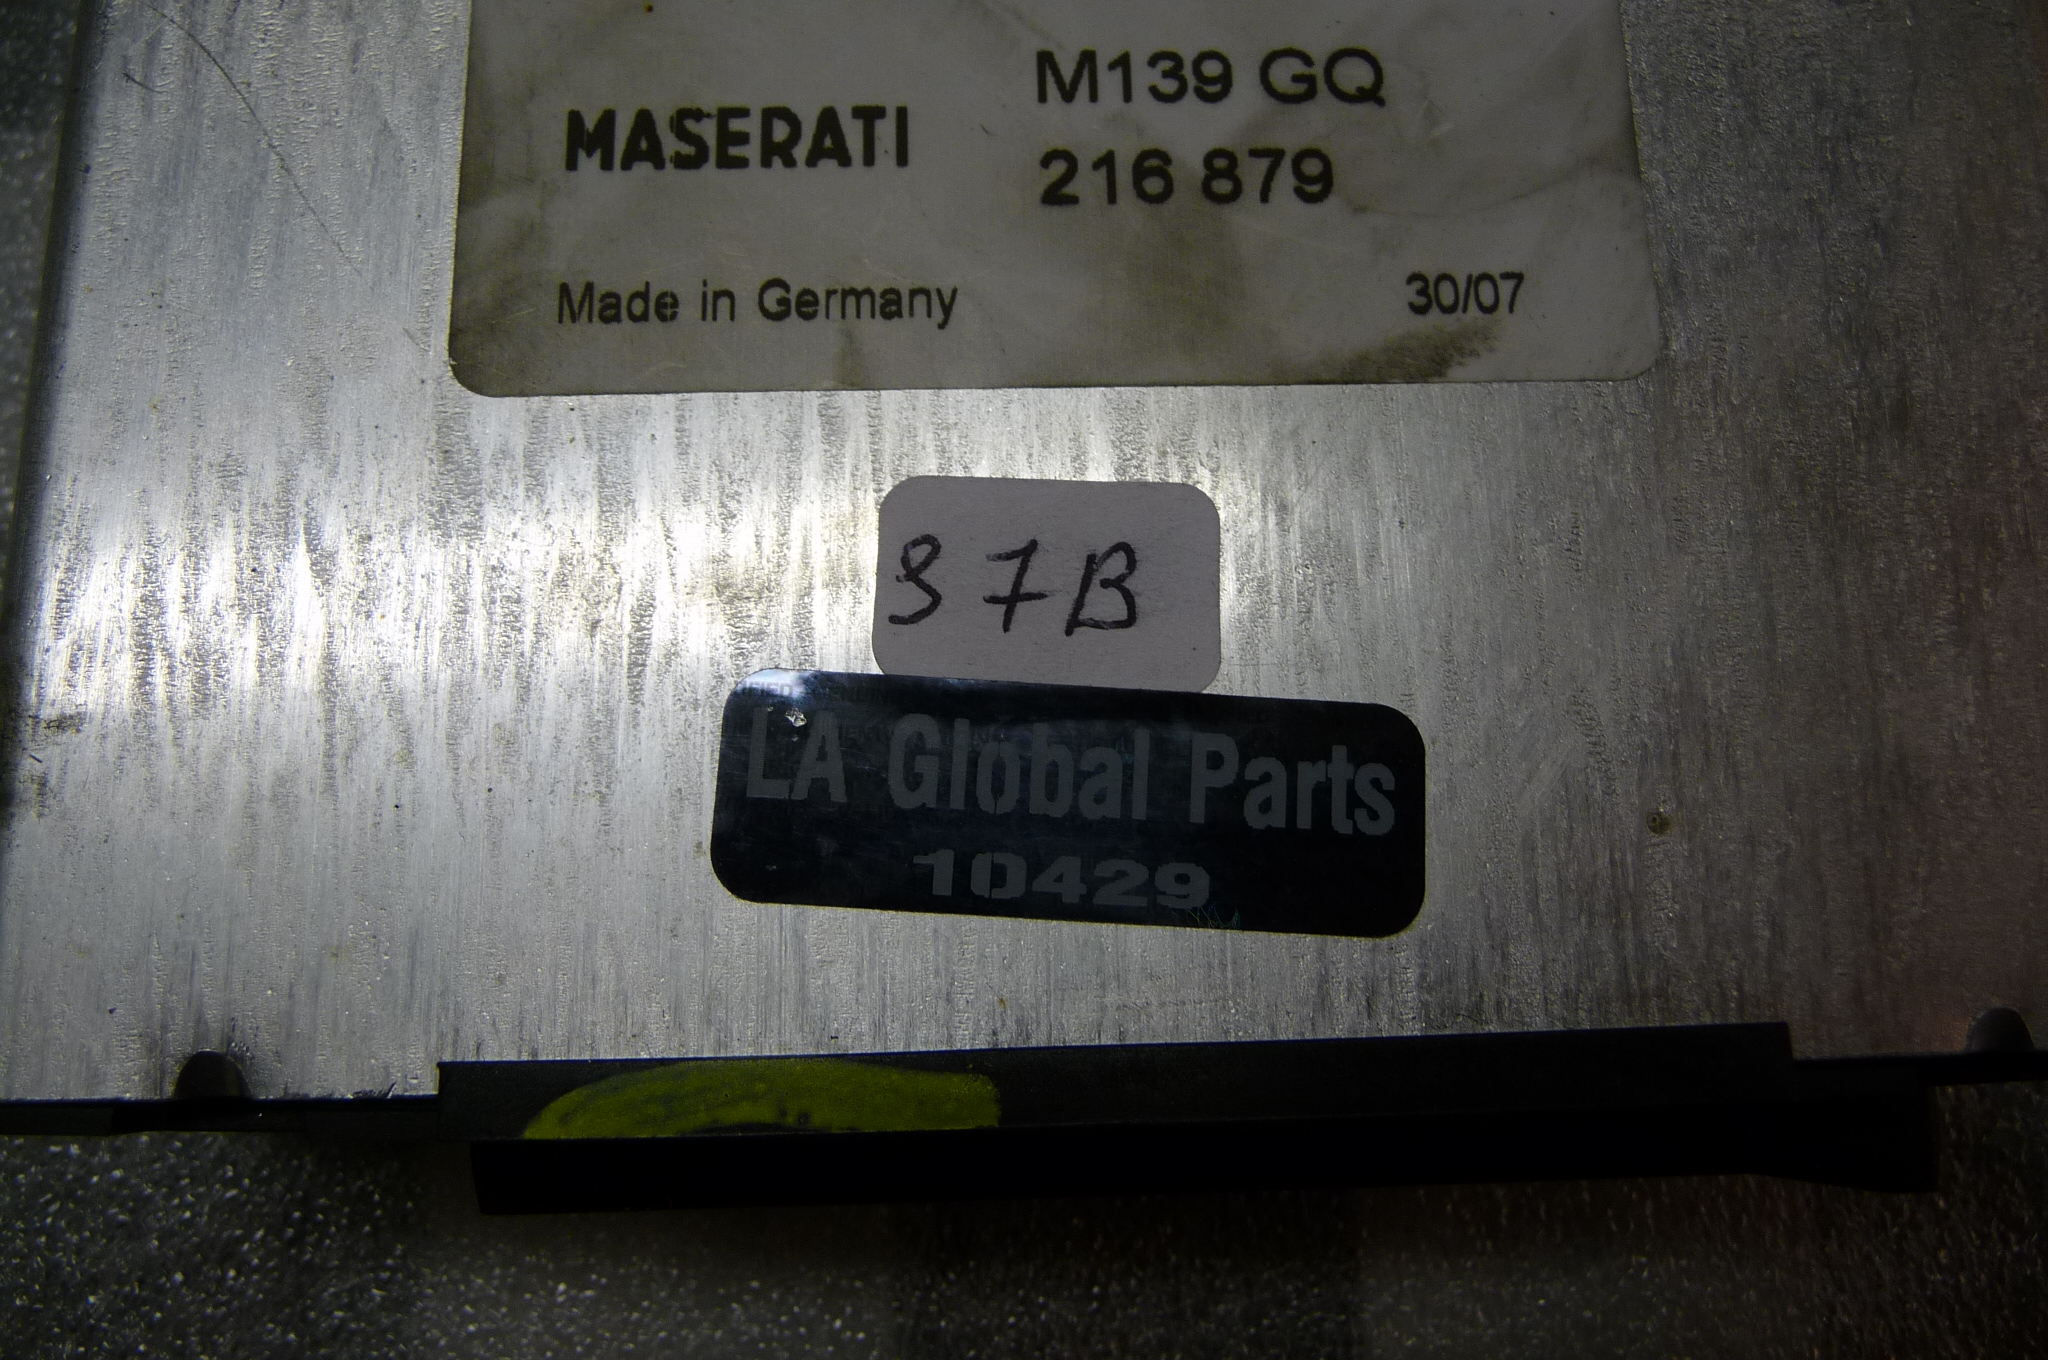 M139 GQ
MASERATI
216 879
Made in Germany 30/07
37B
LA Global Parts
10429